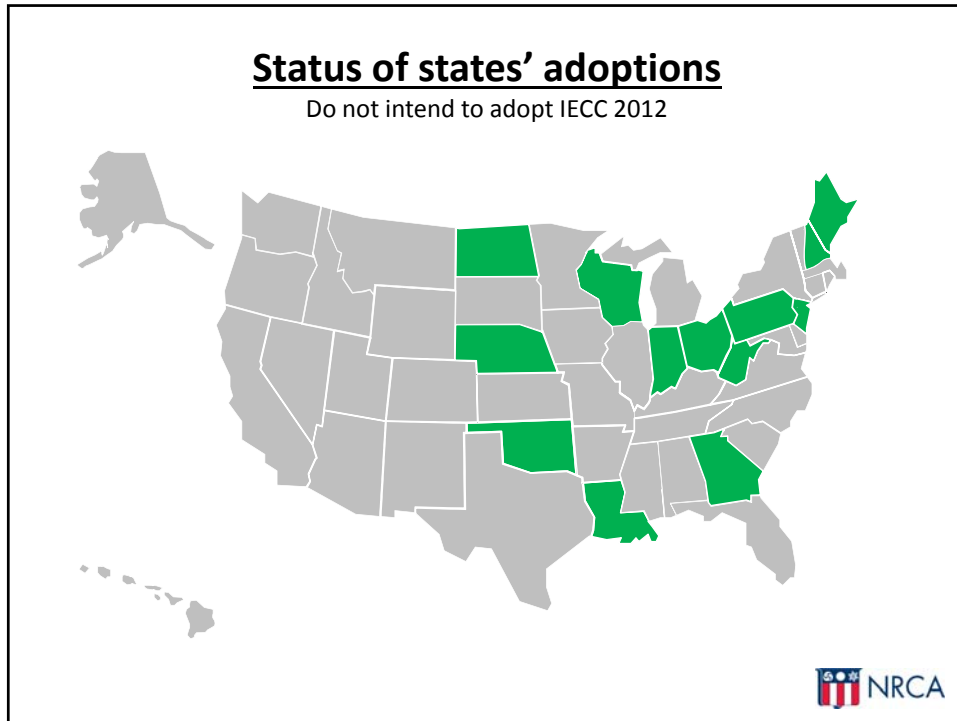 Status of states’ adoptions
Do not intend to adopt IECC 2012
NRCA